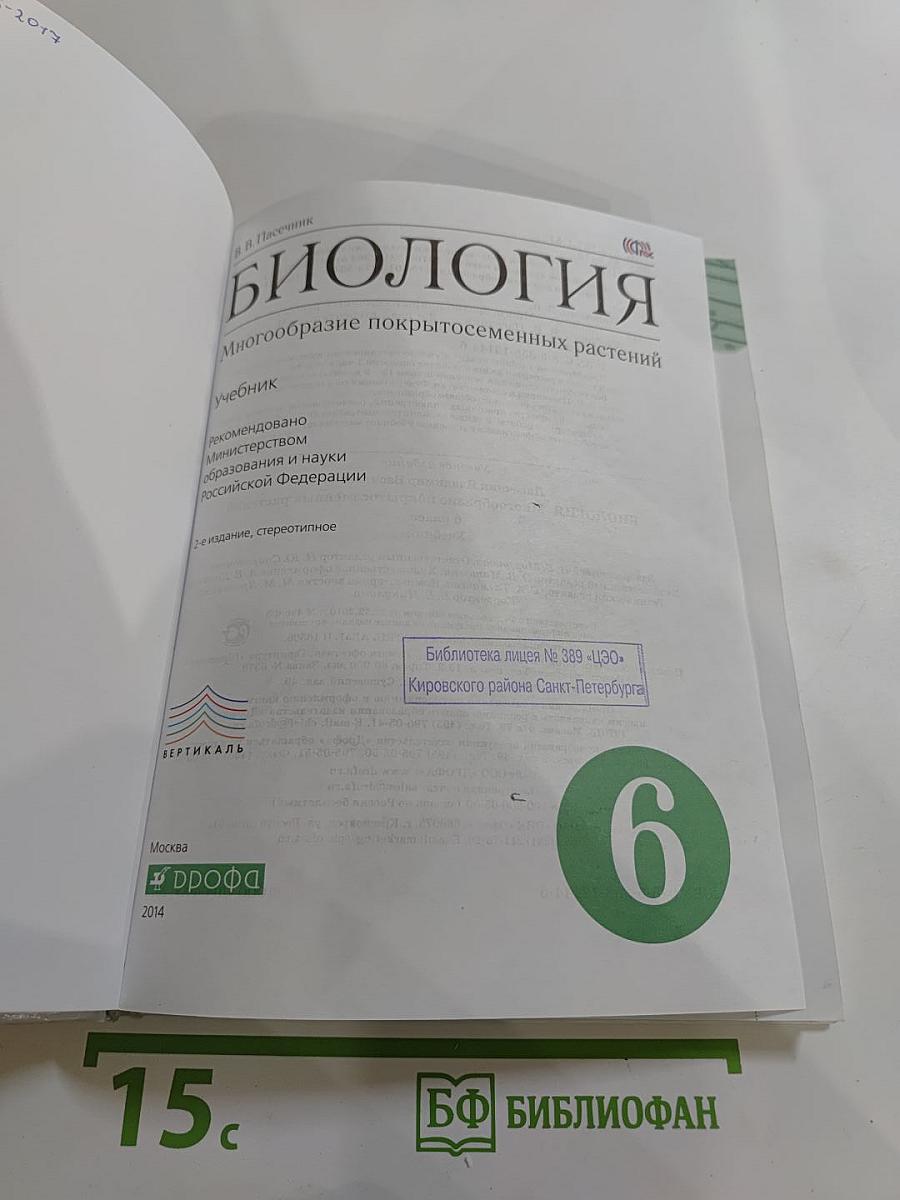 -2017
В. В. Пасечник
БИОЛОГИЯ
Многообразие покрытосеменных растений
Учебник
Рекомендовано
Министерством
образования и науки
Российской Федерации
2-е издание, стереотипное
Библиотека лицея № 389 «ЦЭО»
Кировского района Санкт-Петербурга
ВЕРТИКАЛЬ
6
Москва
дрофа
2014
15 с
БФ БИБЛИОФАН